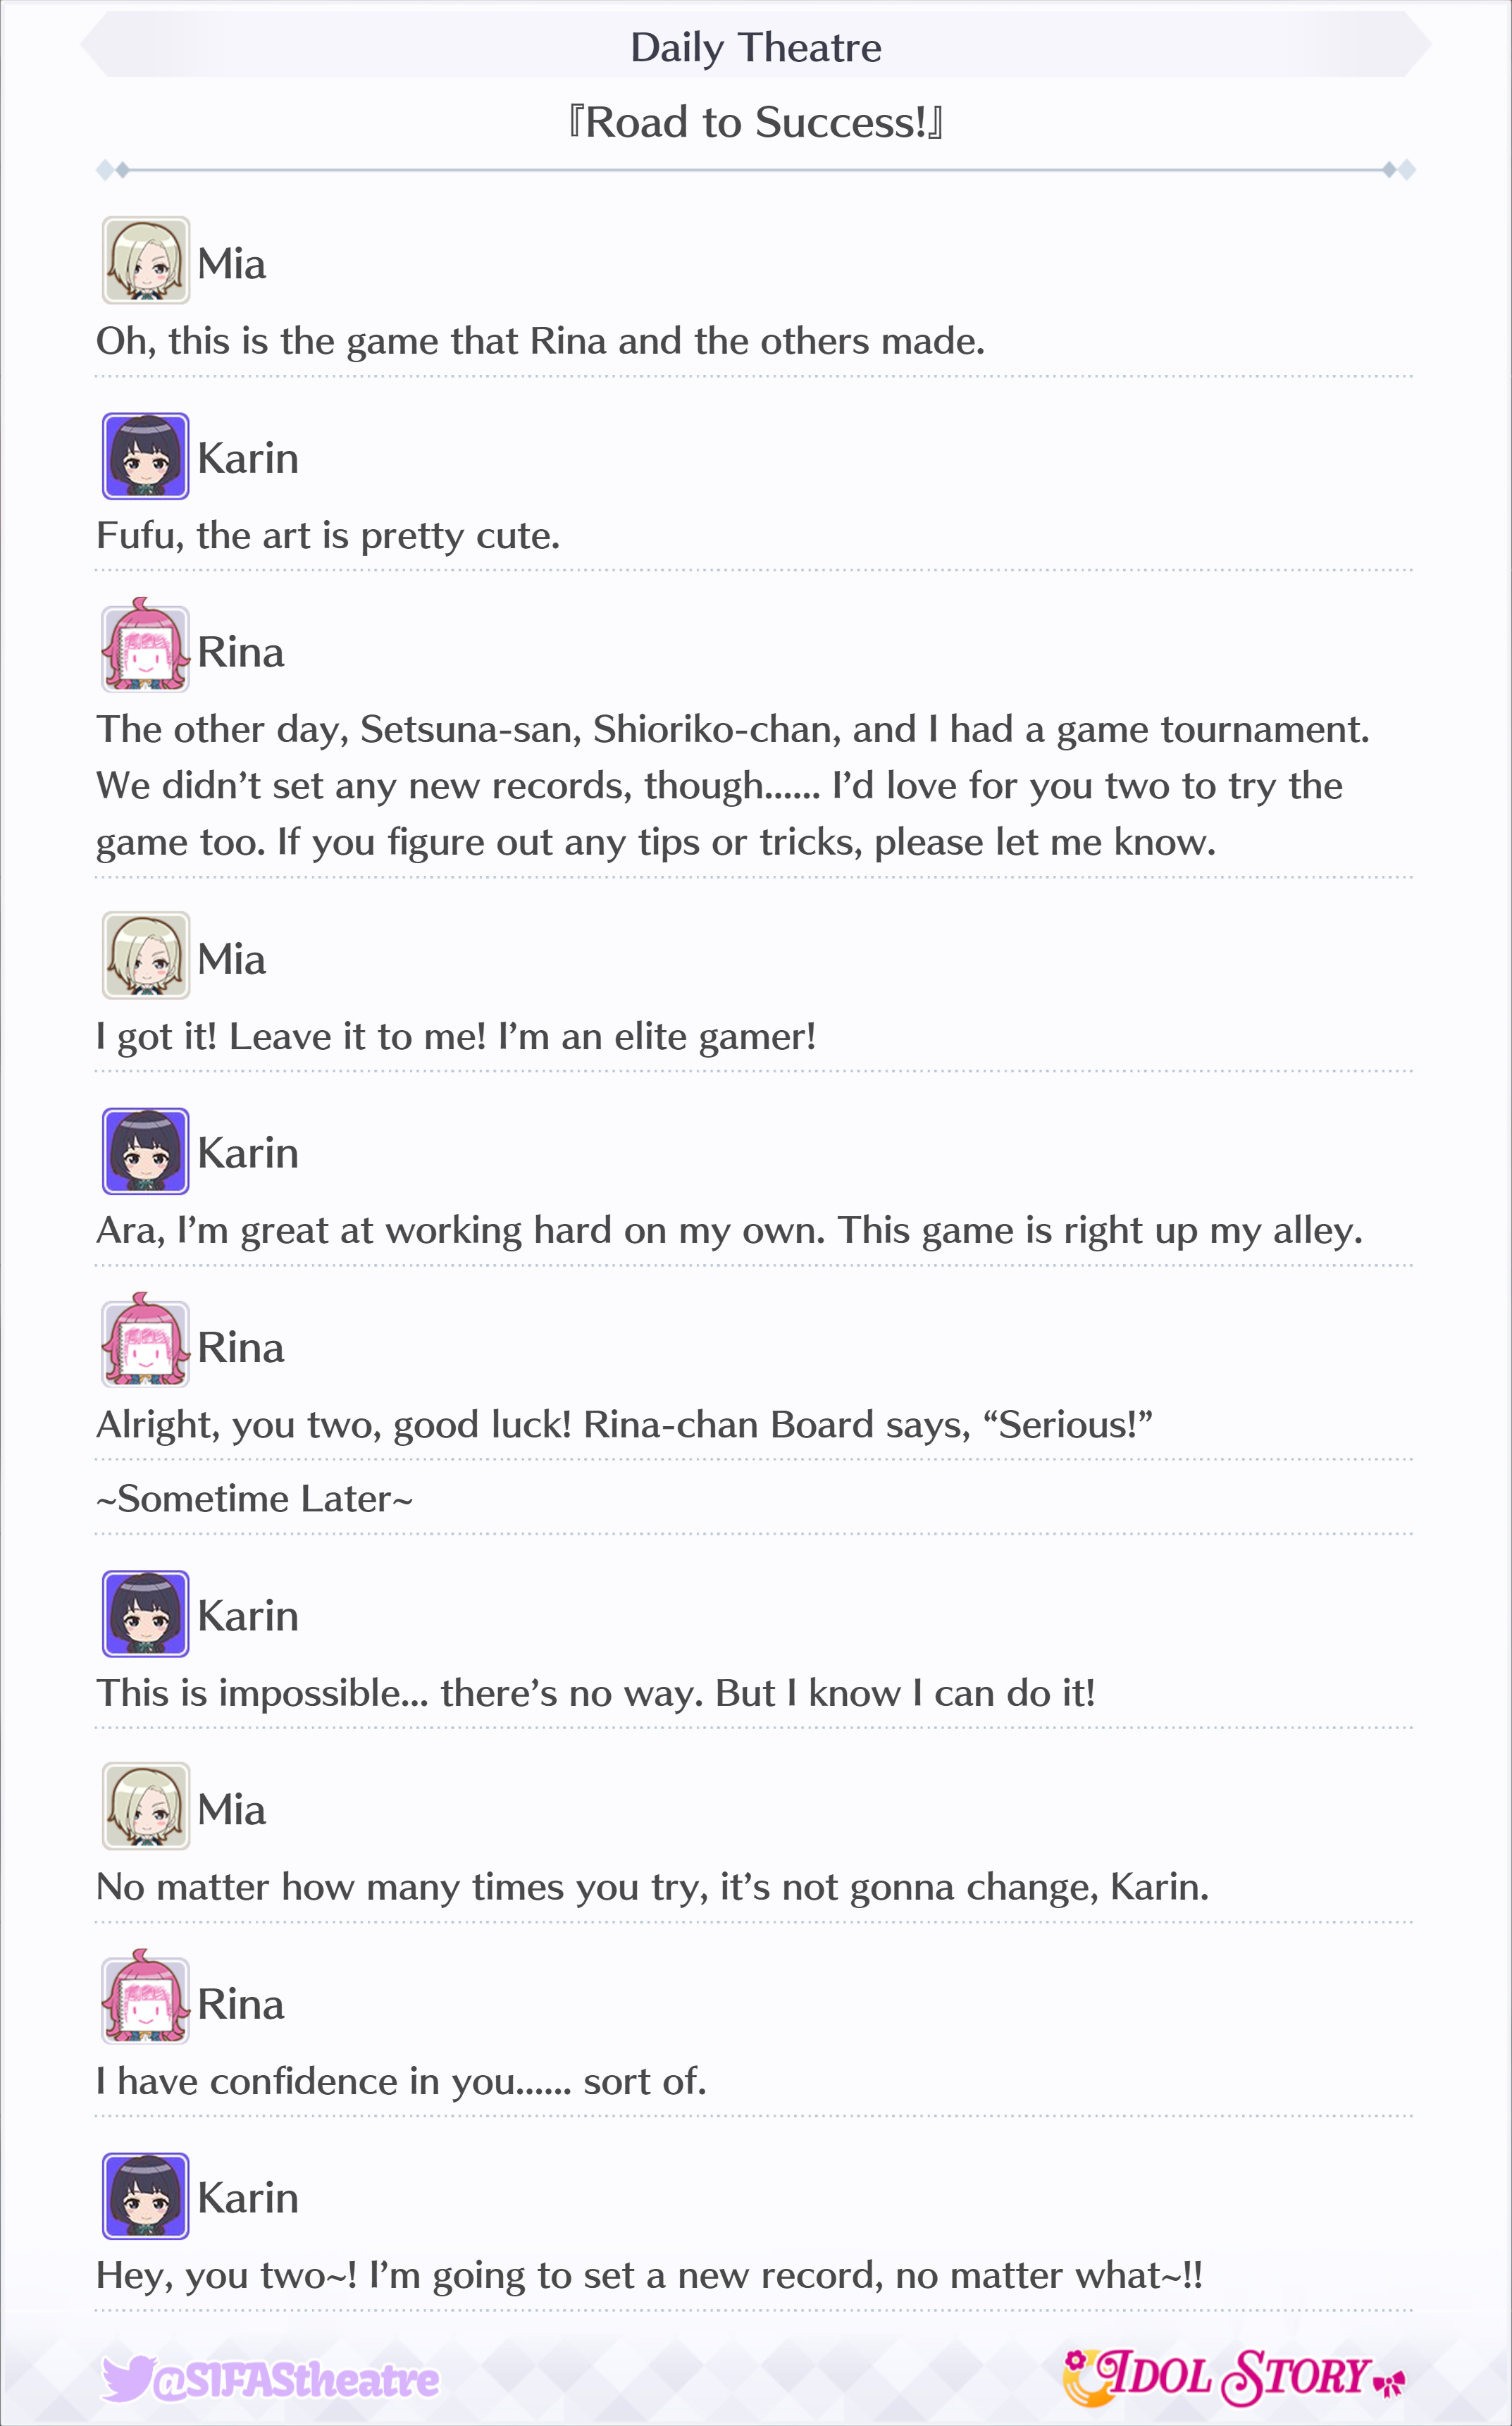 Daily Theatre
『Road to Success!』
Mia
Oh, this is the game that Rina and the others made.
Karin
Fufu, the art is pretty cute.
Rina
The other day, Setsuna-san, Shioriko-chan, and I had a game tournament.
We didn’t set any new records, though...... I’d love for you two to try the
game too. If you figure out any tips or tricks, please let me know.
Mia
I got it! Leave it to me! I’m an elite gamer!
Karin
Ara, I’m great at working hard on my own. This game is right up my alley.
Rina
Alright, you two, good luck! Rina-chan Board says, “Serious!”
~Sometime Later~
Karin
This is impossible... there’s no way. But I know I can do it!
Mia
No matter how many times you try, it’s not gonna change, Karin.
Rina
I have confidence in you...... sort of.
Karin
Hey, you two~! I’m going to set a new record, no matter what~!!
@SIFAStheatre
IDOL STORY